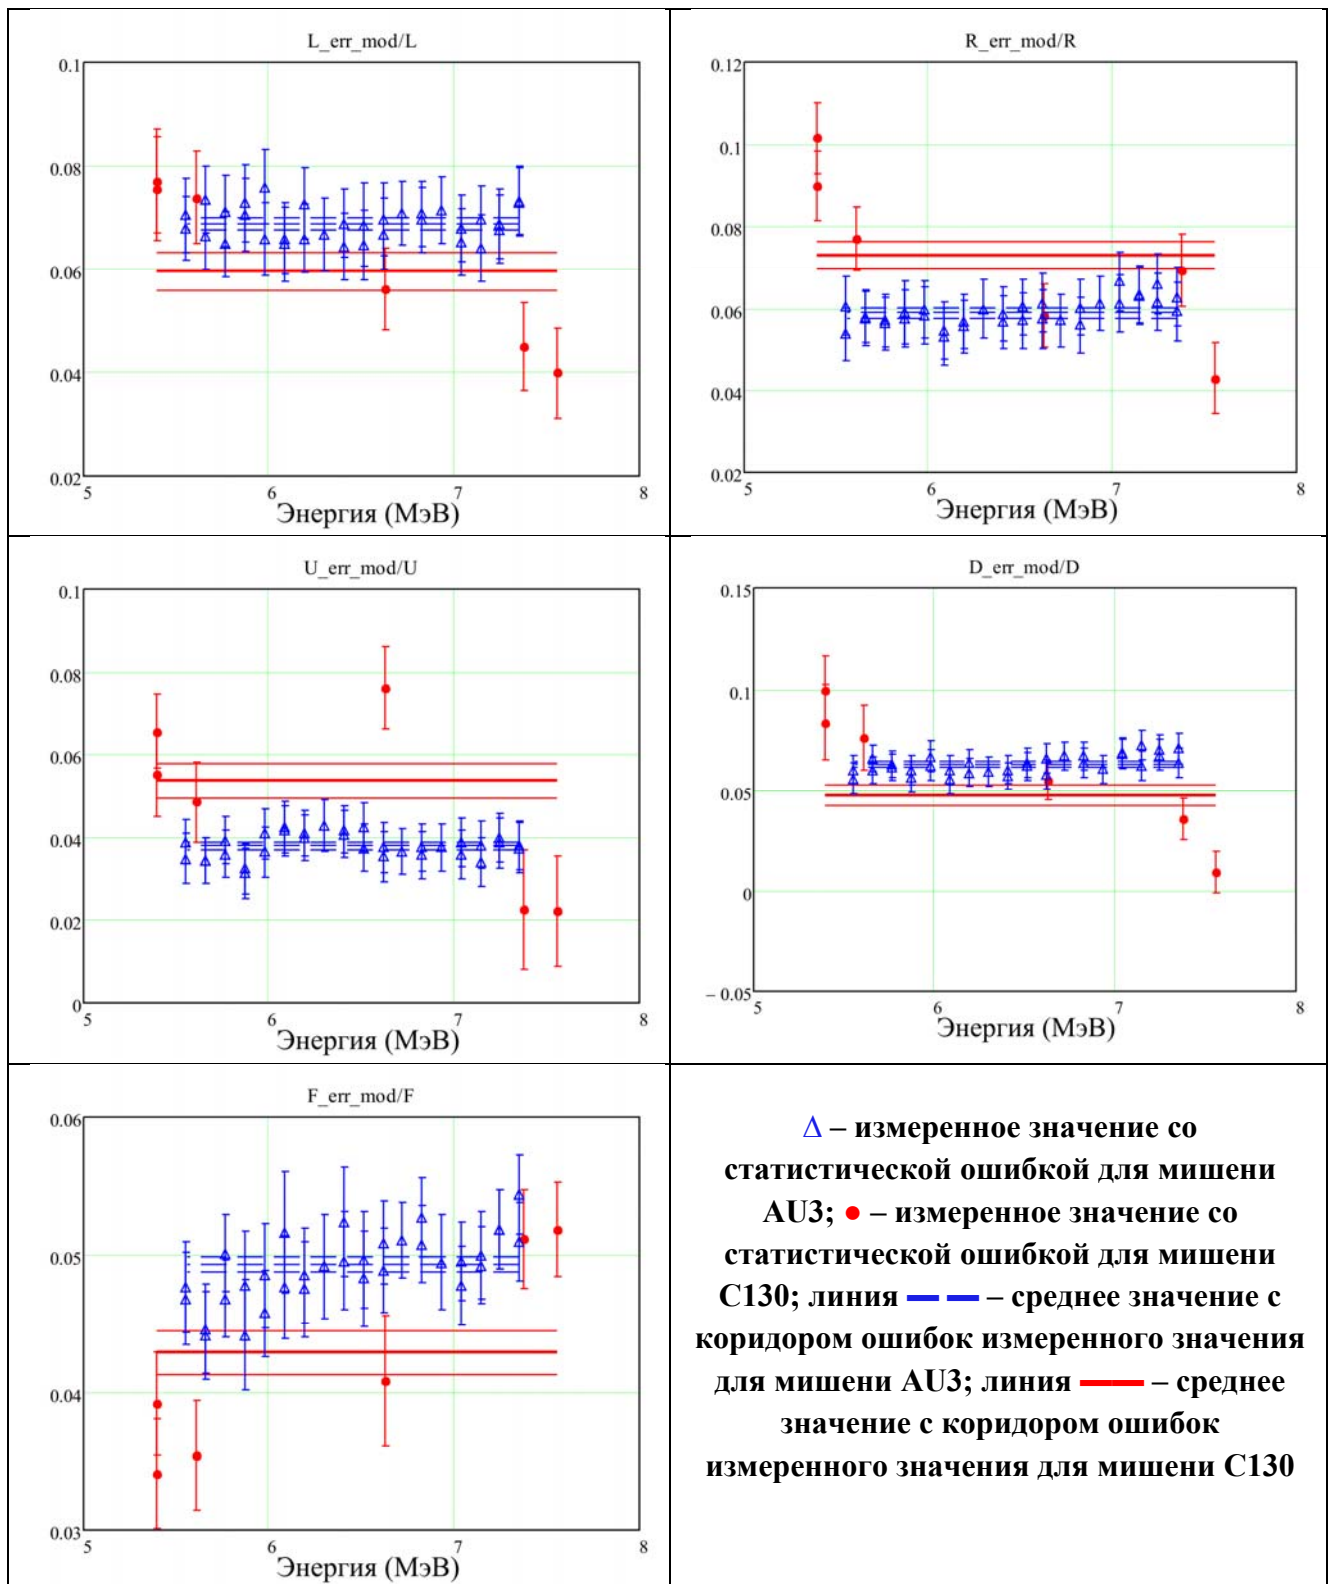 L_err_mod/L
0.1
0.08
0.06
0.04
0.02
5
6
7
8
Энергия (МэВ)
R_err_mod/R
0.12
0.1
0.08
0.06
0.04
0.02
5
6
7
8
Энергия (МэВ)
U_err_mod/U
0.1
0.08
0.06
0.04
0.02
0
5
6
7
8
Энергия (МэВ)
D_err_mod/D
0.15
0.1
0.05
0
– 0.05
5
6
7
8
Энергия (МэВ)
F_err_mod/F
0.06
0.05
0.04
0.03
5
6
7
8
Энергия (МэВ)
Δ – измеренное значение со
статистической ошибкой для мишени
AU3; ● – измеренное значение со
статистической ошибкой для мишени
C130; линия — — – среднее значение с
коридором ошибок измеренного значения
для мишени AU3; линия —— – среднее
значение с коридором ошибок
измеренного значения для мишени C130